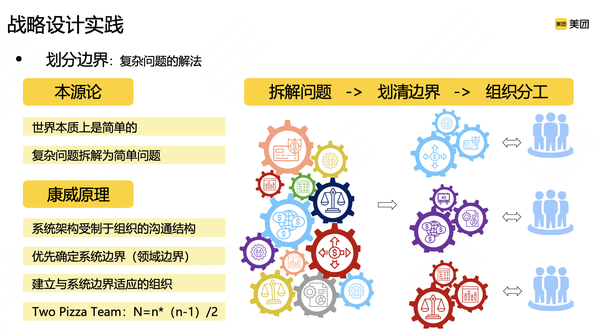 战略设计实践
美团 美团
• 划分边界：复杂问题的解法
本源论
世界本质上是简单的
复杂问题拆解为简单问题
康威原理
系统架构受制于组织的沟通结构
优先确定系统边界（领域边界）
建立与系统边界适应的组织
Two Pizza Team：N=n*（n-1）/2
拆解问题 -> 划清边界 -> 组织分工